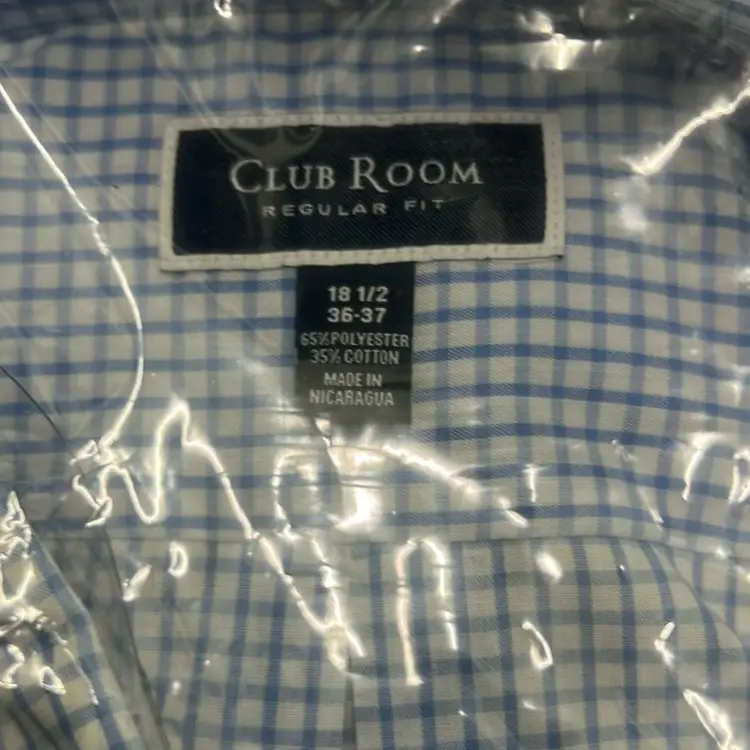 CLUB ROOM
REGULAR FIT
18 1/2
36-37
65% POLYESTER
35% COTTON
MADE IN
NICARAGUA